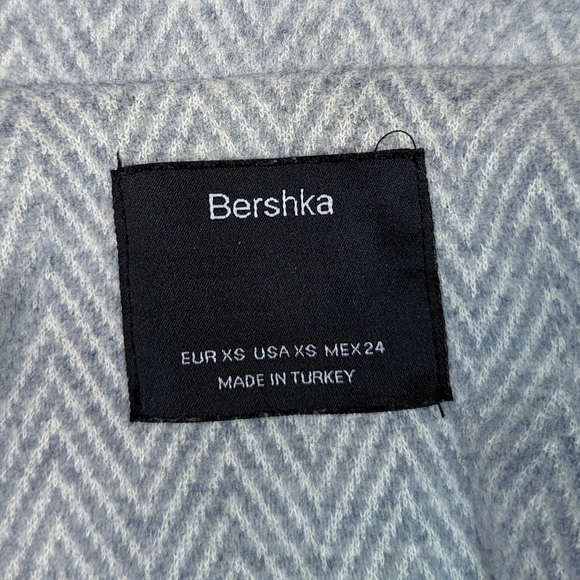 Bershka
EUR XS USA XS MEX 24
MADE IN TURKEY